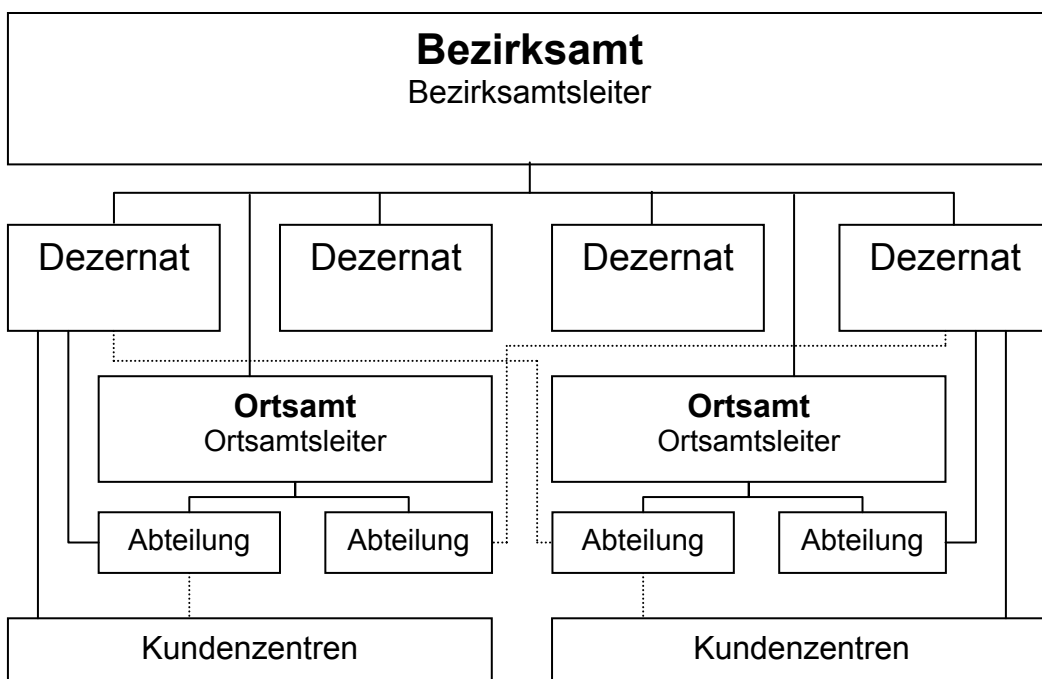 Bezirksamt
Bezirksamtsleiter
Dezernat
Dezernat
Dezernat
Dezernat
Ortsamt
Ortsamtsleiter
Ortsamt
Ortsamtsleiter
Abteilung
Abteilung
Abteilung
Abteilung
Kundenzentren
Kundenzentren